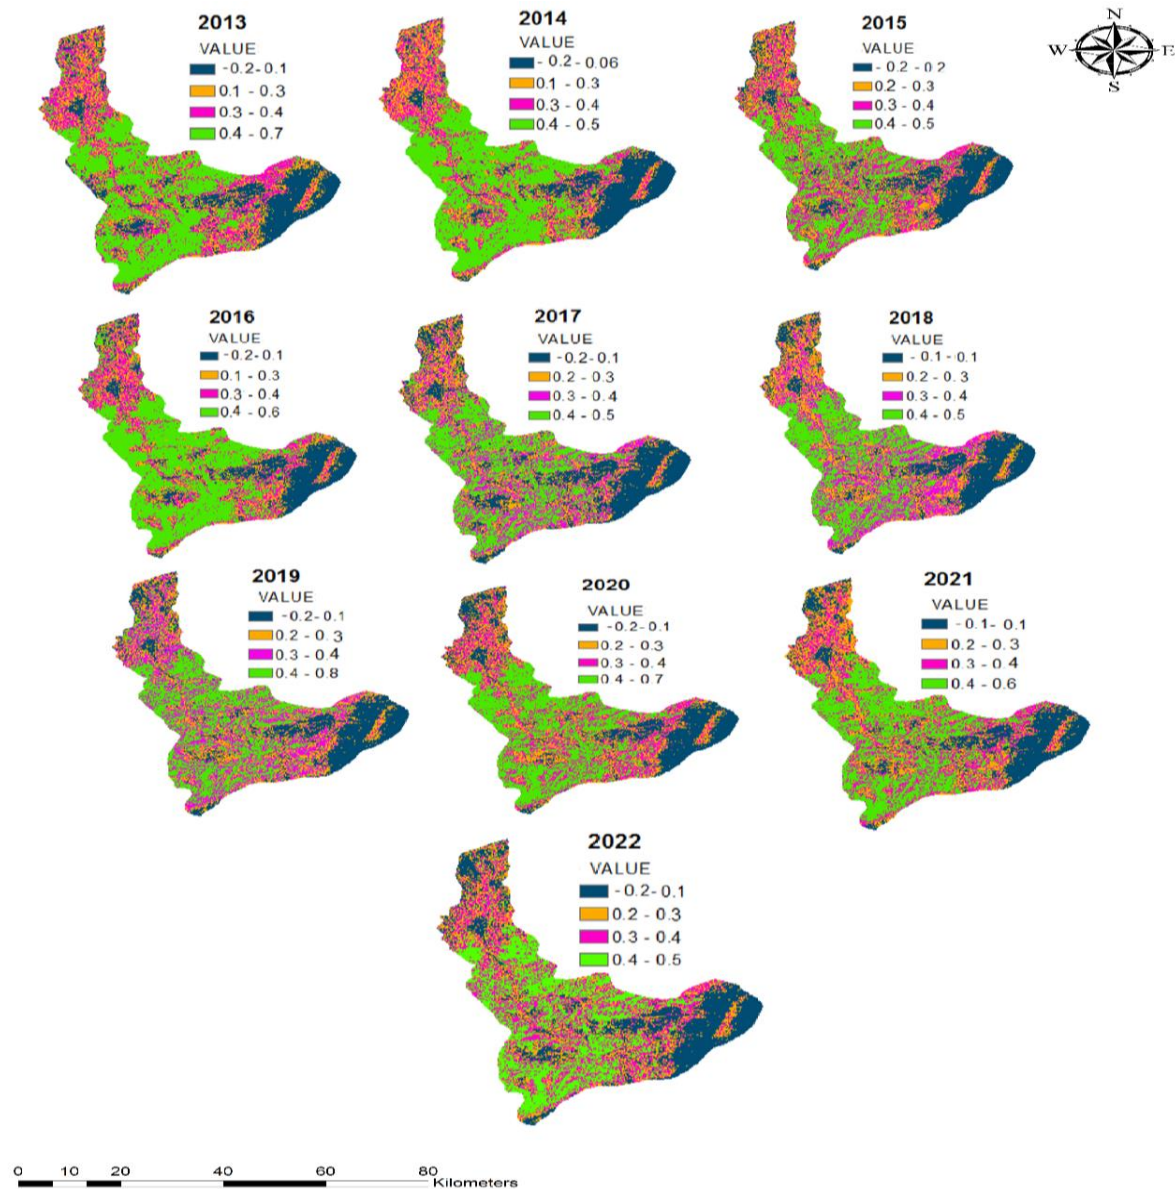 2013
VALUE
-0.2-0.1
0.1 - 0.3
0.3 - 0.4
0.4 - 0.7
2014
VALUE
- 0.2 - 0.06
0.1 - 0.3
0.3 - 0.4
0.4 - 0.5
2015
VALUE
-0.2 - 0.2
0.2 - 0.3
0.3 - 0.4
0.4 - 0.5
N
W
E
S
2016
VALUE
-0.2- 0.1
0.1 - 0.3
0.3 - 0.4
0.4 - 0.6
2017
VALUE
-0.2- 0.1
0.2 - 0.3
0.3 - 0.4
0.4 - 0.5
2018
VALUE
-0.1 -0.1
0.2 - 0.3
0.3 - 0.4
0.4 - 0.5
2019
VALUE
-0.2- 0.1
0.2 - 0.3
0.3 - 0.4
0.4 - 0.8
2020
VALUE
-0.2 -0.1
0.2 - 0.3
0.3 - 0.4
0.4 - 0.7
2021
VALUE
-0.1- 0.1
0.2 - 0.3
0.3 - 0.4
0.4 - 0.6
2022
VALUE
-0.2- 0.1
0.2 - 0.3
0.3 - 0.4
0.4 - 0.5
0 10 20 40 60 80
Kilometers